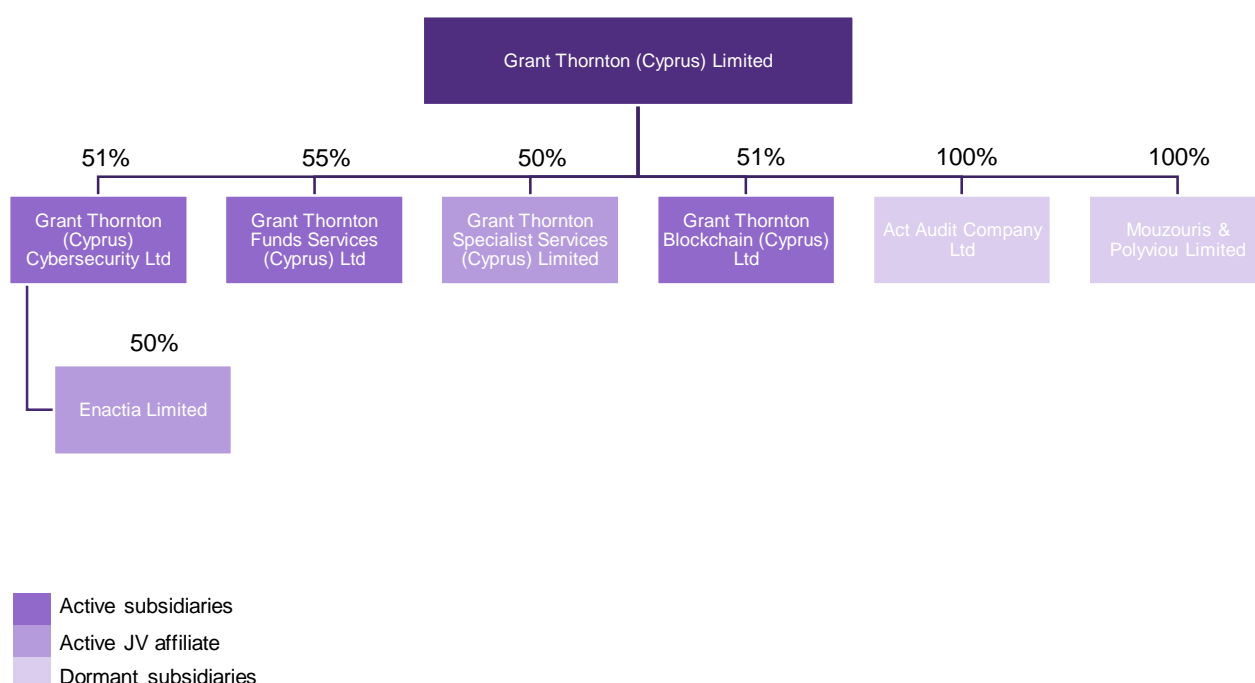 Grant Thornton (Cyprus) Limited
51%
55%
50%
51%
100%
100%
Grant Thornton
(Cyprus)
Cybersecurity Ltd
Grant Thornton
Funds Services
(Cyprus) Ltd
Grant Thornton
Specialist Services
(Cyprus) Limited
Grant Thornton
Blockchain (Cyprus)
Ltd
Act Audit Company
Ltd
Mouzouris &
Polyviou Limited
50%
Enactia Limited
Active subsidiaries
Active JV affiliate
Dormant subsidiaries